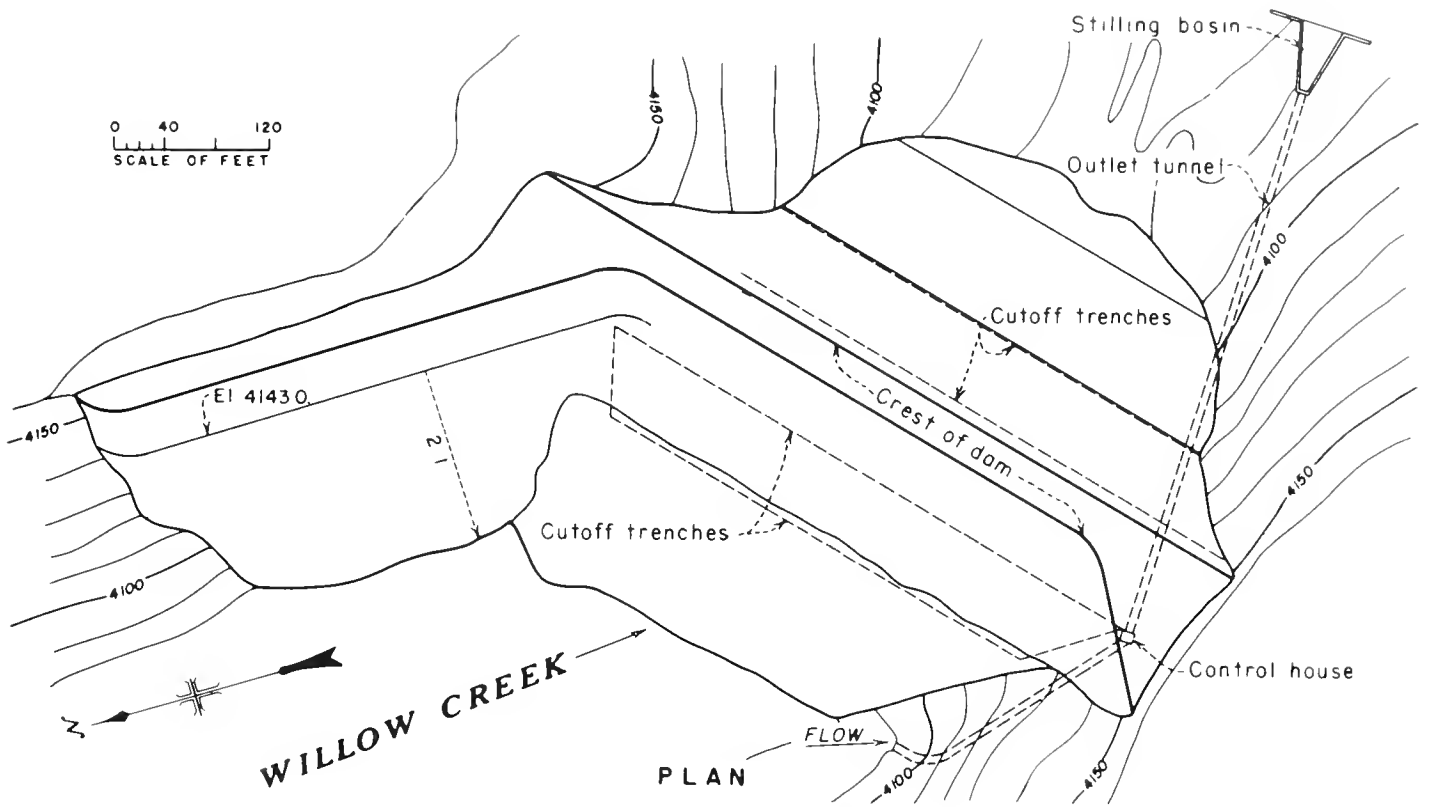 Stilling basin
0 40 120
SCALE OF FEET
4150
4100
Outlet tunnel
4100
Cutoff trenches
El 4143 0
Crest of dam
4150
2 1
4150
Cutoff trenches
4100
Control house
N
WILLOW CREEK
FLOW
PLAN
4100
4150